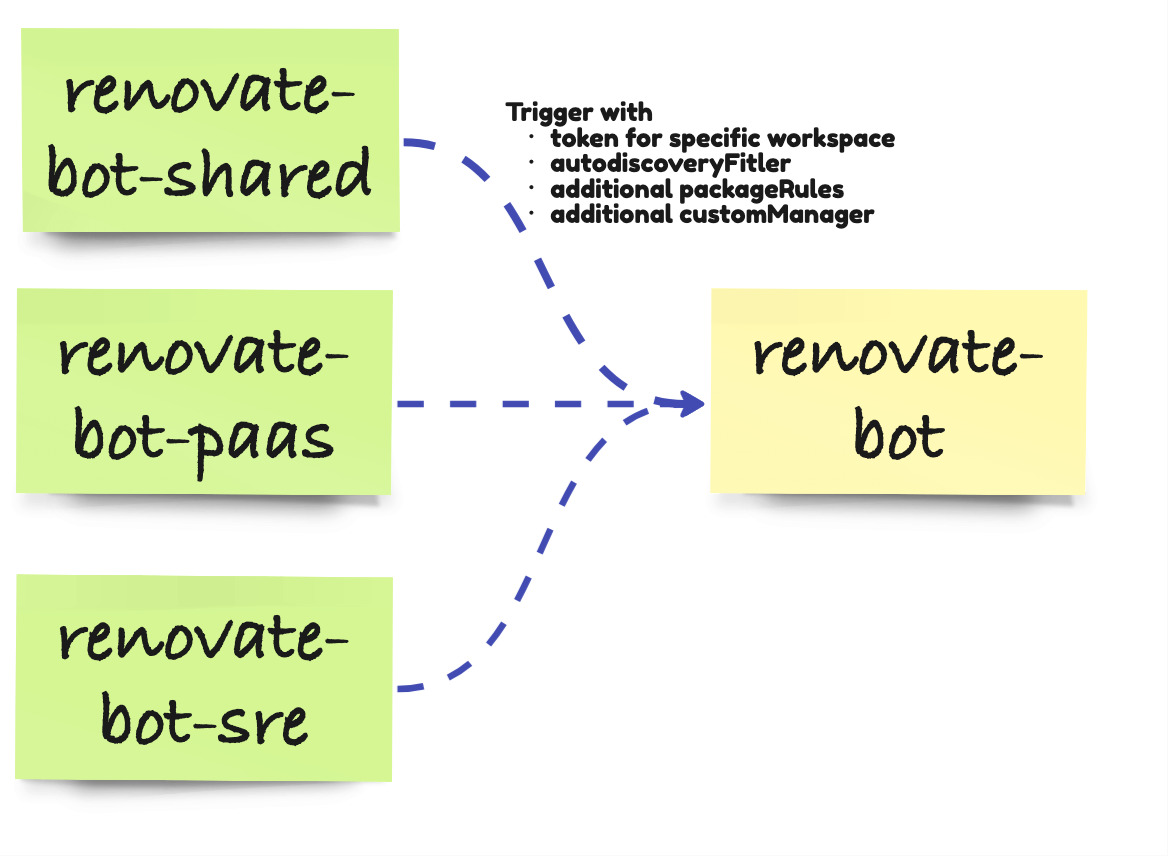 renovate-
bot-shared
Trigger with
· token for specific workspace
· autodiscoveryFitler
· additional packageRules
· additional customManager
renovate-
bot-paas
renovate-
bot
renovate-
bot-sre